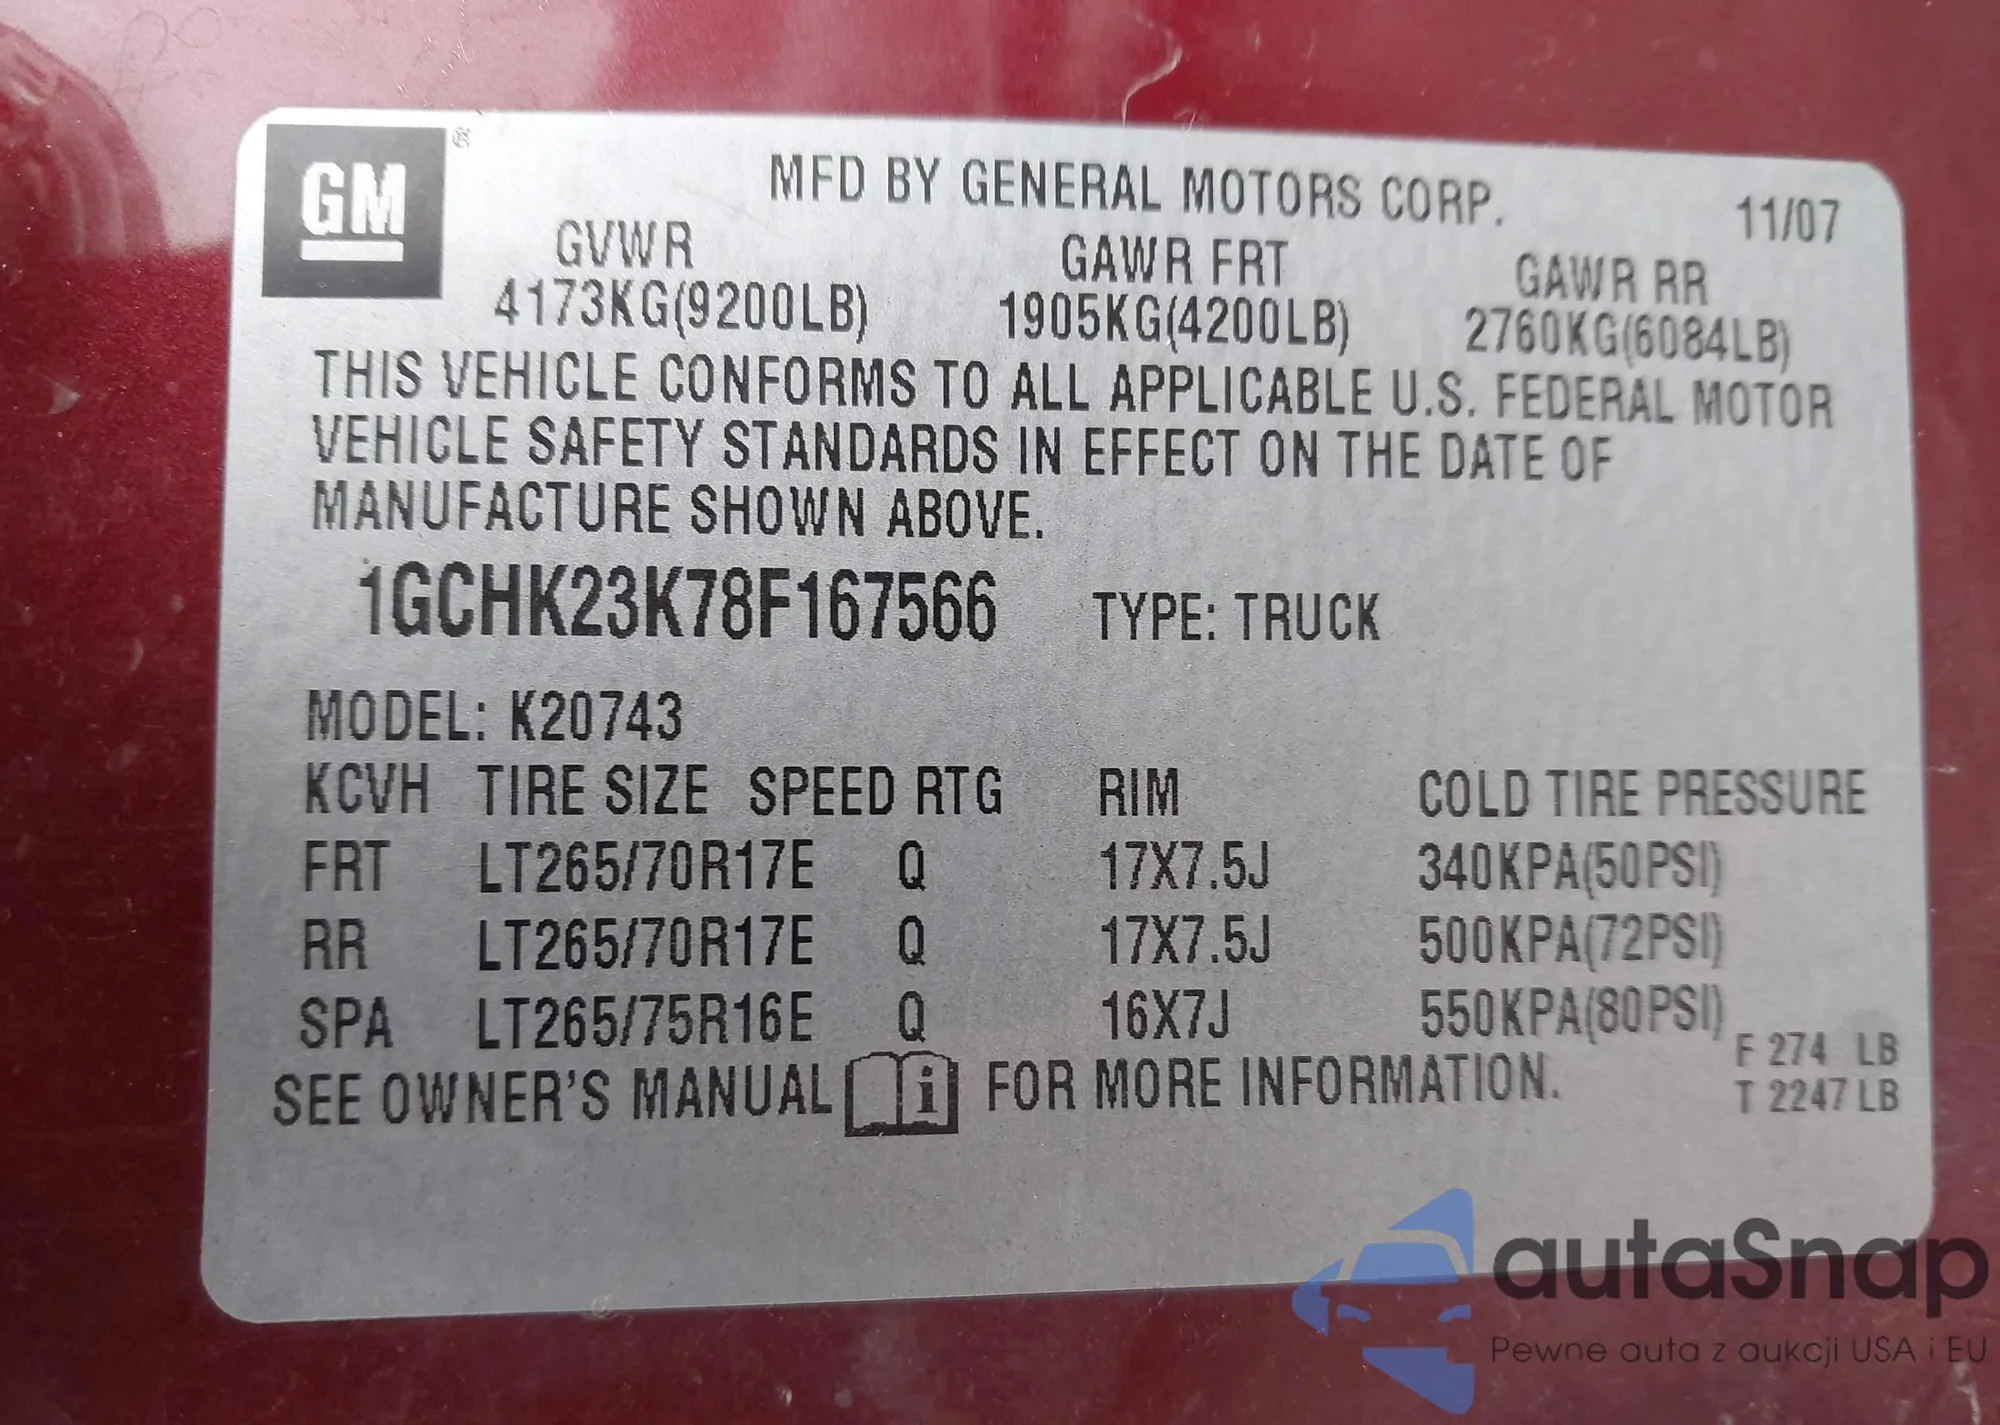 GM ®
MFD BY GENERAL MOTORS CORP. 11/07
GVWR GAWR FRT GAWR RR
4173KG(9200LB) 1905KG(4200LB) 2760KG(6084LB)
THIS VEHICLE CONFORMS TO ALL APPLICABLE U.S. FEDERAL MOTOR
VEHICLE SAFETY STANDARDS IN EFFECT ON THE DATE OF
MANUFACTURE SHOWN ABOVE.
1GCHK23K78F167566 TYPE: TRUCK
MODEL: K20743
KCVH TIRE SIZE SPEED RTG RIM COLD TIRE PRESSURE
FRT LT265/70R17E Q 17X7.5J 340KPA(50PSI)
RR LT265/70R17E Q 17X7.5J 500KPA(72PSI)
SPA LT265/75R16E Q 16X7J 550KPA(80PSI)
F 274 LB
SEE OWNER'S MANUAL i FOR MORE INFORMATION. T 2247 LB
autaSnap
Pewne auta z aukcji USA i EU